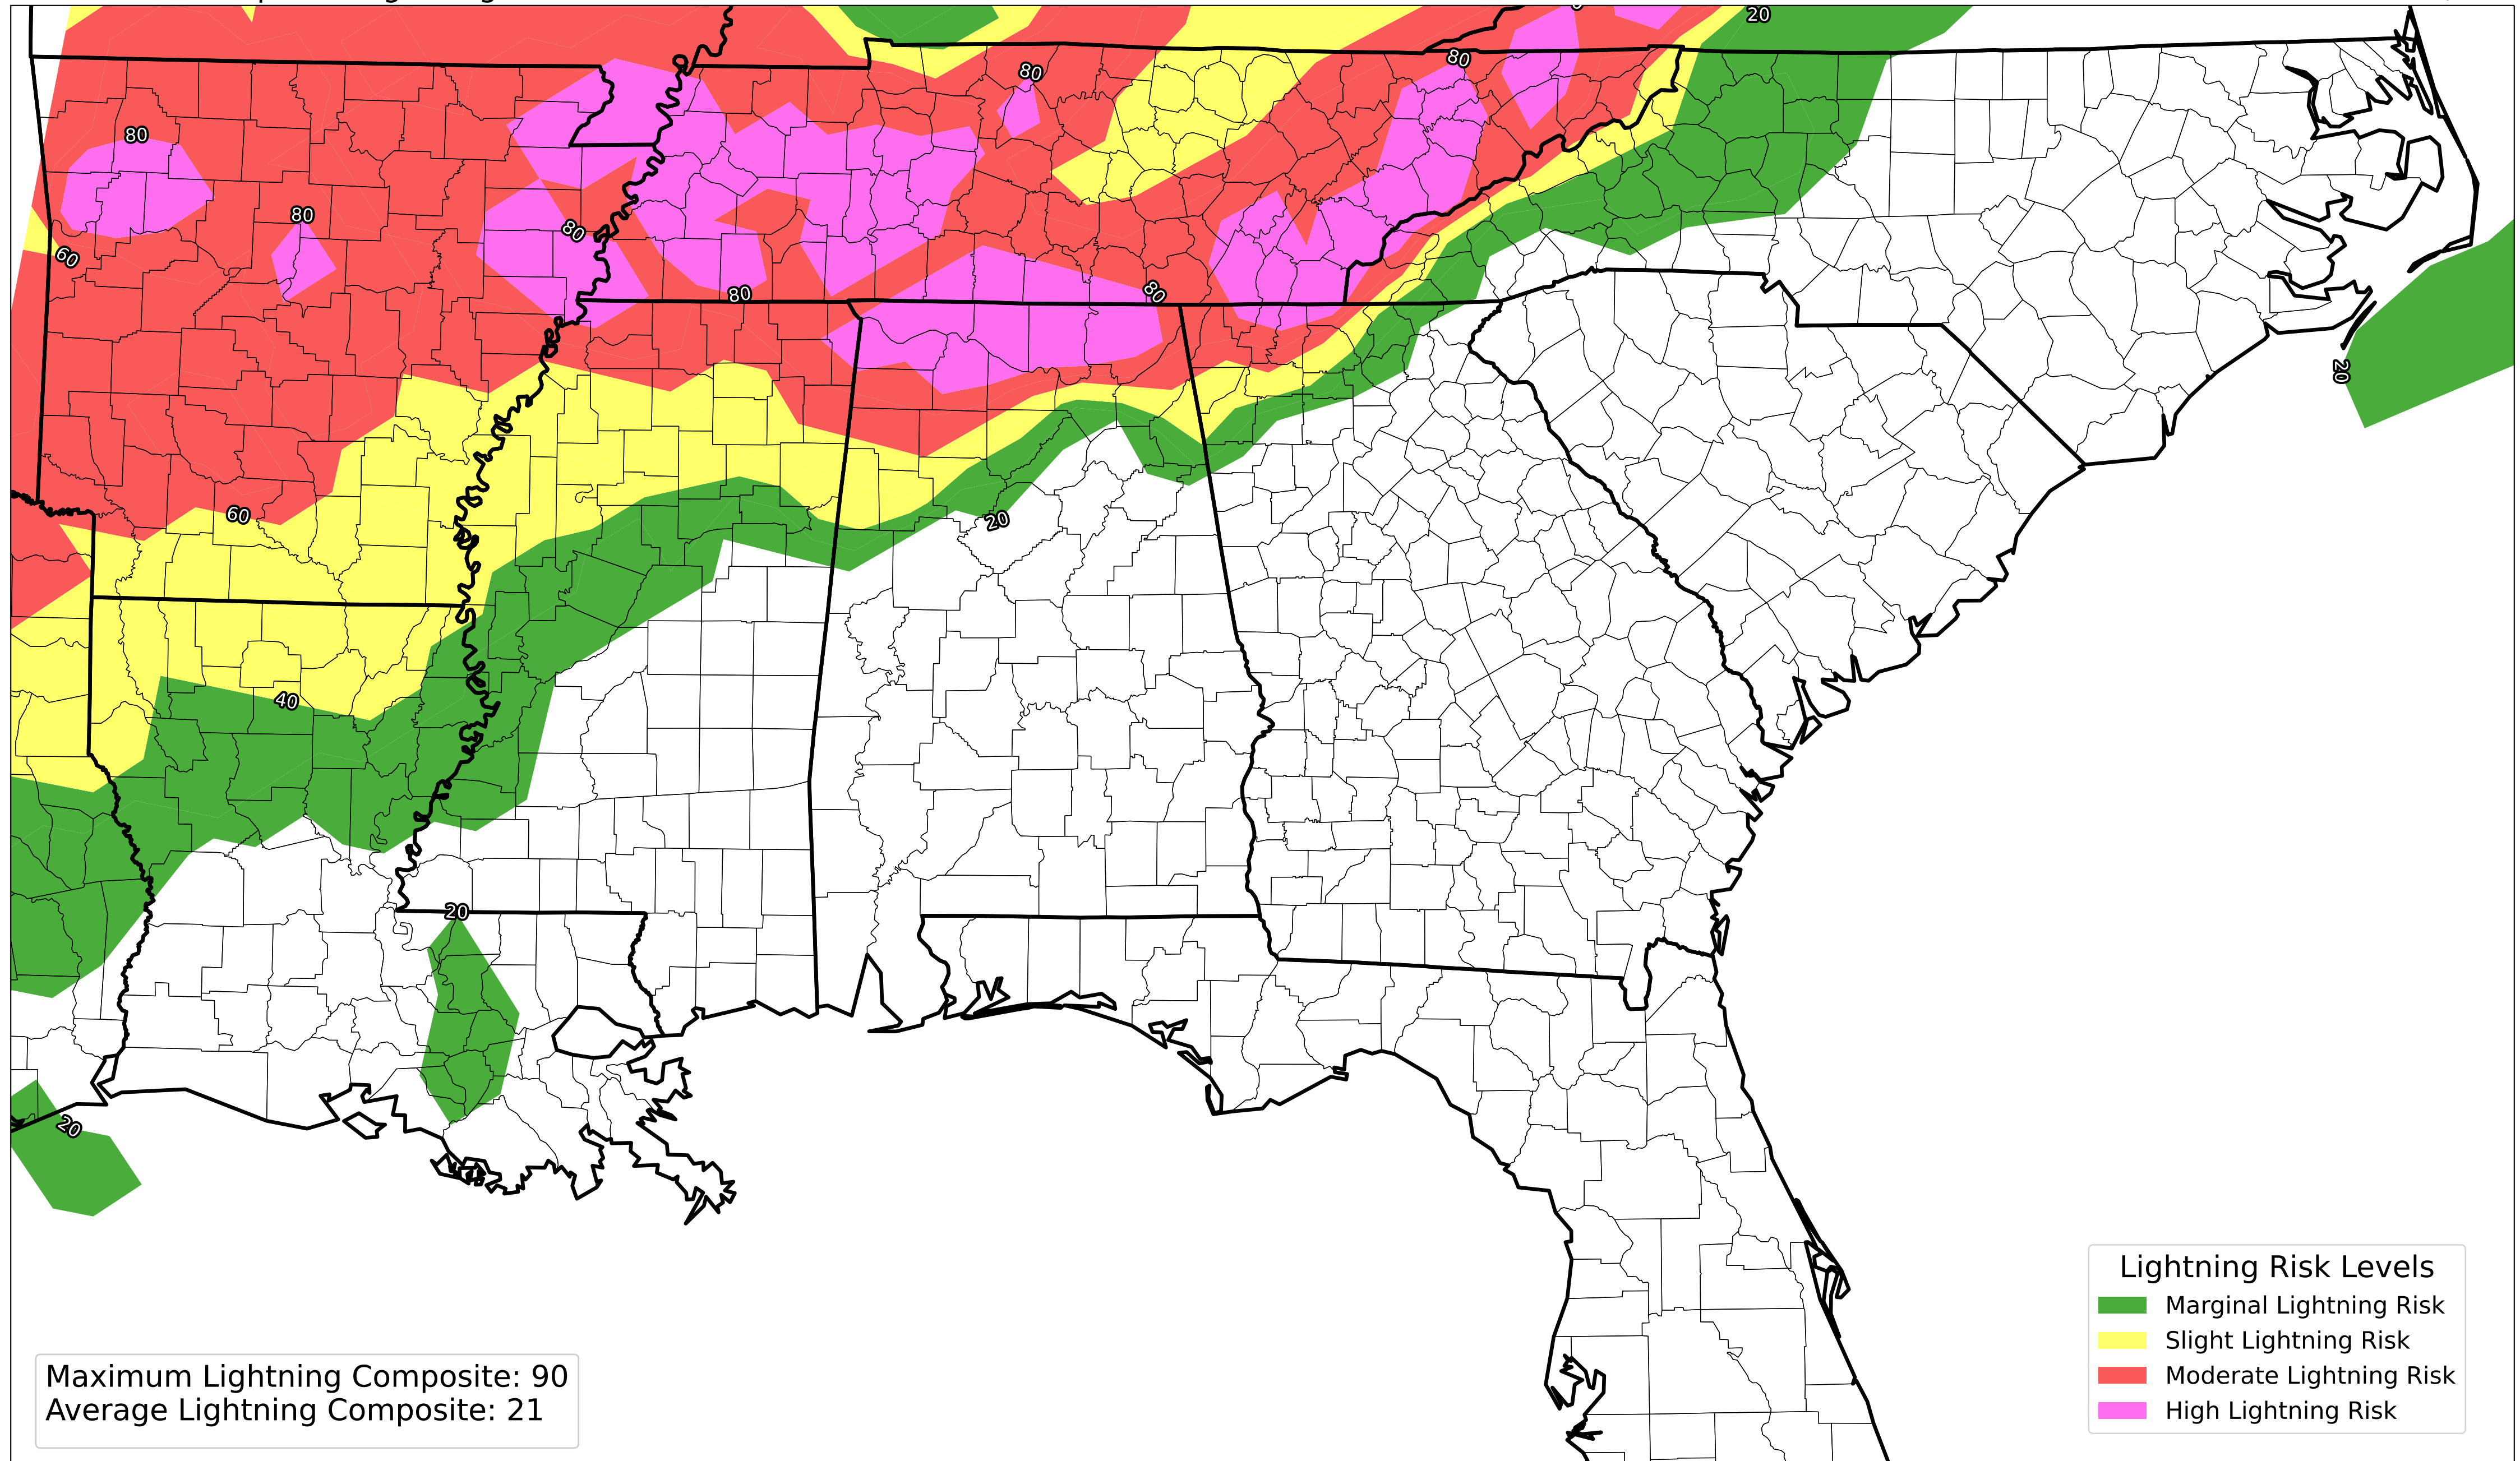 20
80
80
80
80
80
60
80
80
20
60
20
40
20
20
Lightning Risk Levels
Marginal Lightning Risk
Slight Lightning Risk
Moderate Lightning Risk
High Lightning Risk
Maximum Lightning Composite: 90
Average Lightning Composite: 21